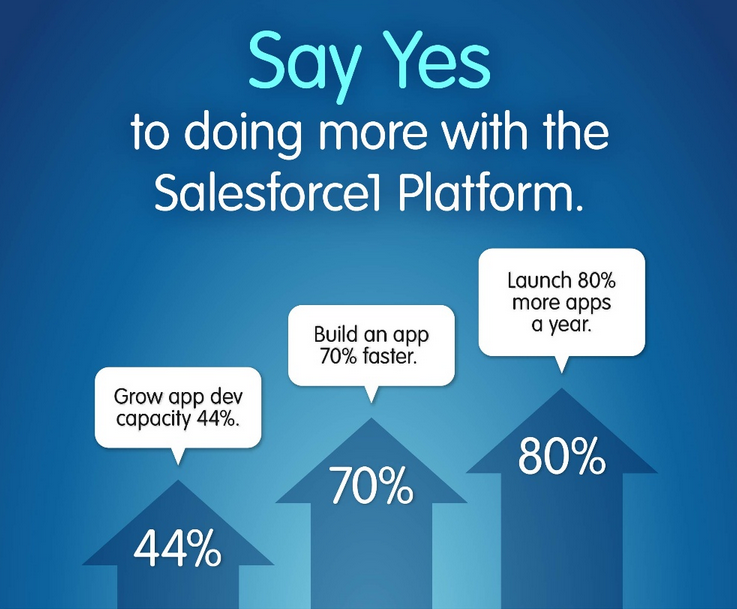 Say Yes
to doing more with the
Salesforce1 Platform.
Launch 80%
more apps
a year.
Build an app
70% faster.
Grow app dev
capacity 44%.
80%
70%
44%